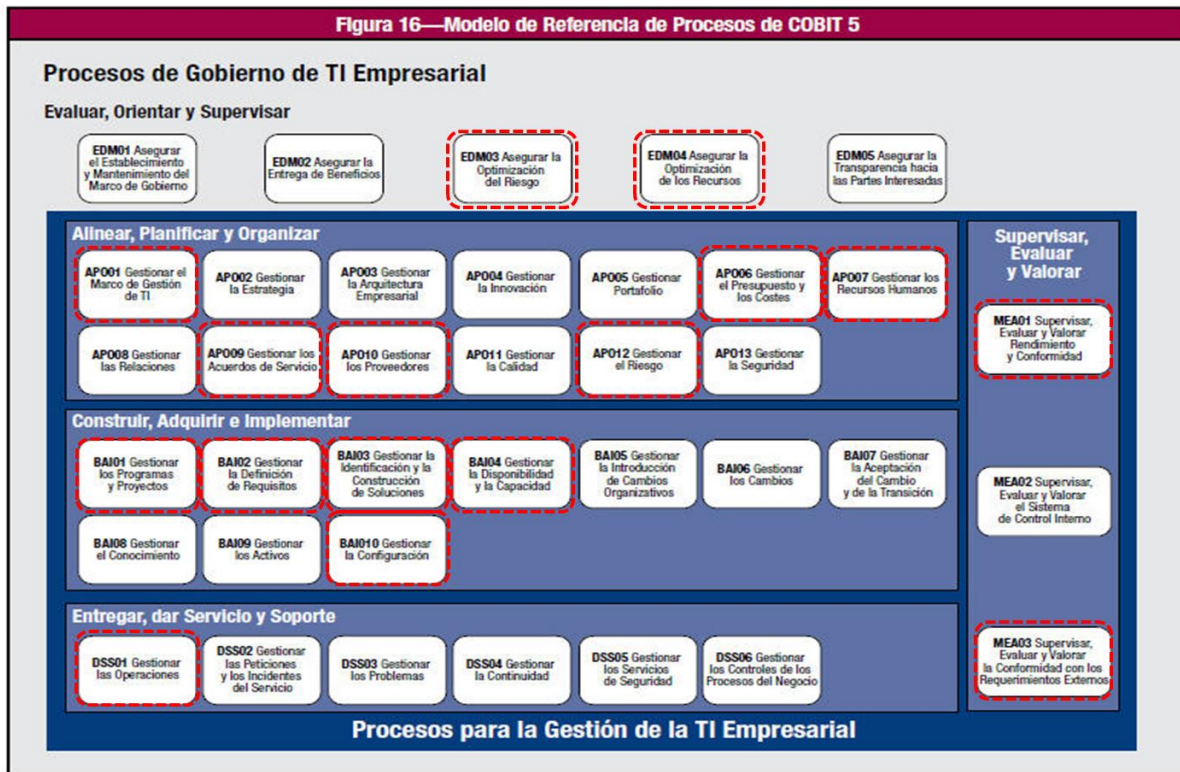 Figura 16—Modelo de Referencia de Procesos de COBIT 5
Procesos de Gobierno de TI Empresarial
Evaluar, Orientar y Supervisar
EDM01 Asegurar
el Establecimiento
y Mantenimiento del
Marco de Gobierno
EDM02 Asegurar la
Entrega de Beneficios
EDM03 Asegurar la
Optimización
del Riesgo
EDM04 Asegurar la
Optimización
de los Recursos
EDM05 Asegurar la
Transparencia hacia
las Partes Interesadas
Alinear, Planificar y Organizar
APO01 Gestionar el
Marco de Gestión
de TI
APO02 Gestionar
la Estrategia
APO03 Gestionar
la Arquitectura
Empresarial
APO04 Gestionar
la Innovación
APO05 Gestionar
Portafolio
APO06 Gestionar
el Presupuesto y
los Costes
APO07 Gestionar los
Recursos Humanos
APO08 Gestionar
las Relaciones
APO09 Gestionar los
Acuerdos de Servicio
APO10 Gestionar
los Proveedores
APO11 Gestionar
la Calidad
APO12 Gestionar
el Riesgo
APO13 Gestionar
la Seguridad
Construir, Adquirir e Implementar
BAI01 Gestionar
los Programas
y Proyectos
BAI02 Gestionar
la Definición
de Requisitos
BAI03 Gestionar la
Identificación y la
Construcción
de Soluciones
BAI04 Gestionar
la Disponibilidad
y la Capacidad
BAI05 Gestionar
la Introducción
de Cambios
Organizativos
BAI06 Gestionar
los Cambios
BAI07 Gestionar
la Aceptación
del Cambio
y de la Transición
BAI08 Gestionar
el Conocimiento
BAI09 Gestionar
los Activos
BAI010 Gestionar
la Configuración
Entregar, dar Servicio y Soporte
DSS01 Gestionar
las Operaciones
DSS02 Gestionar
las Peticiones
y los Incidentes
del Servicio
DSS03 Gestionar
los Problemas
DSS04 Gestionar
la Continuidad
DSS05 Gestionar
los Servicios
de Seguridad
DSS06 Gestionar
los Controles de los
Procesos del Negocio
Supervisar,
Evaluar
y Valorar
MEA01 Supervisar,
Evaluar y Valorar
Rendimiento
y Conformidad
MEA02 Supervisar,
Evaluar y Valorar
el Sistema
de Control Interno
MEA03 Supervisar,
Evaluar y Valorar
la Conformidad con los
Requerimientos Externos
Procesos para la Gestión de la TI Empresarial